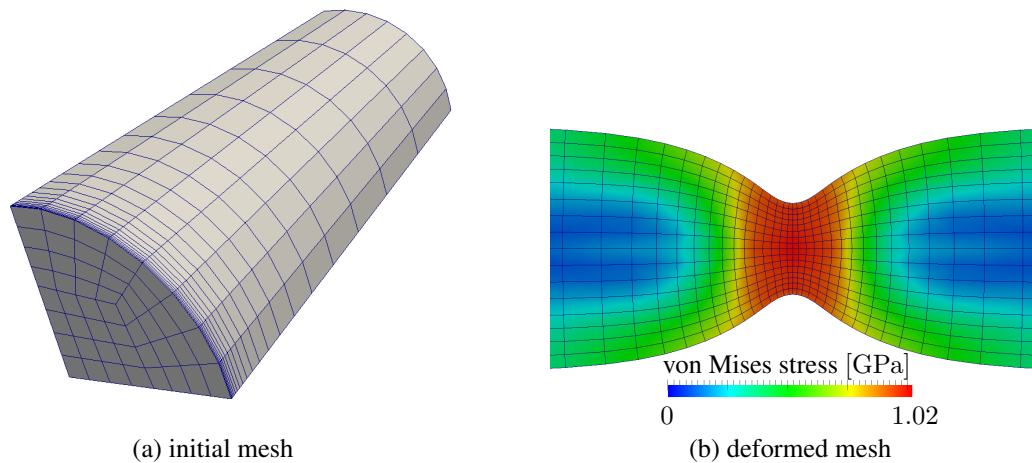 von Mises stress [GPa]
0
1.02
(a) initial mesh
(b) deformed mesh